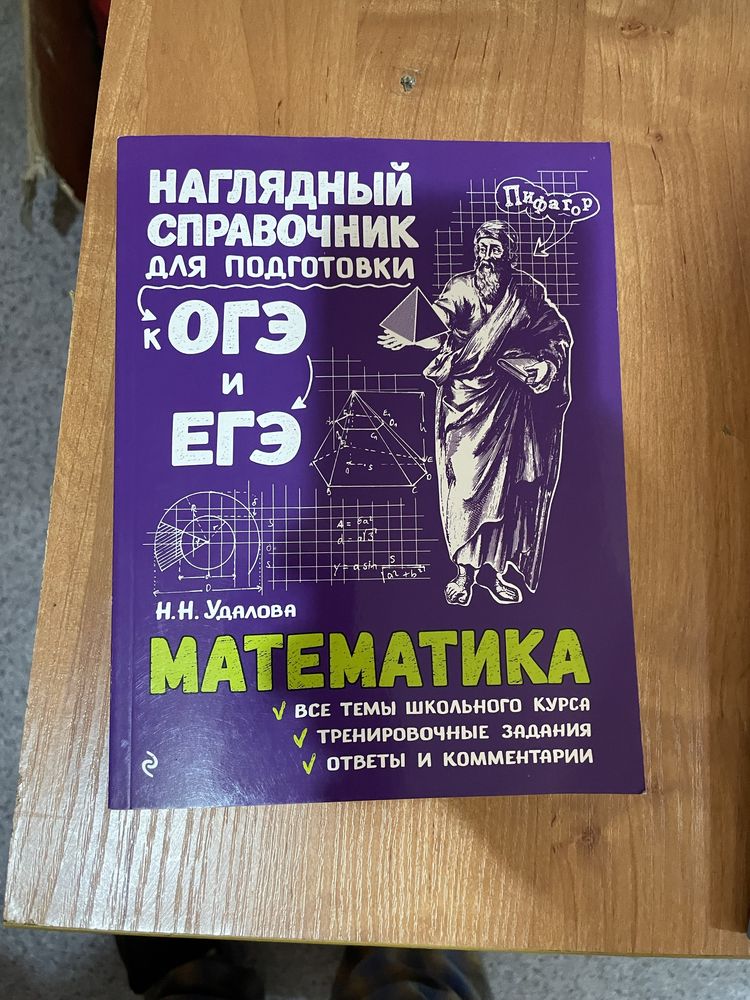 НАГЛЯДНЫЙ
СПРАВОЧНИК
ДЛЯ ПОДГОТОВКИ
К ОГЭ
И
ЕГЭ
Пифагор
Н.Н. УДАЛОВА
МАТЕМАТИКА
ВСЕ ТЕМЫ ШКОЛЬНОГО КУРСА
ТРЕНИРОВОЧНЫЕ ЗАДАНИЯ
ОТВЕТЫ И КОММЕНТАРИИ